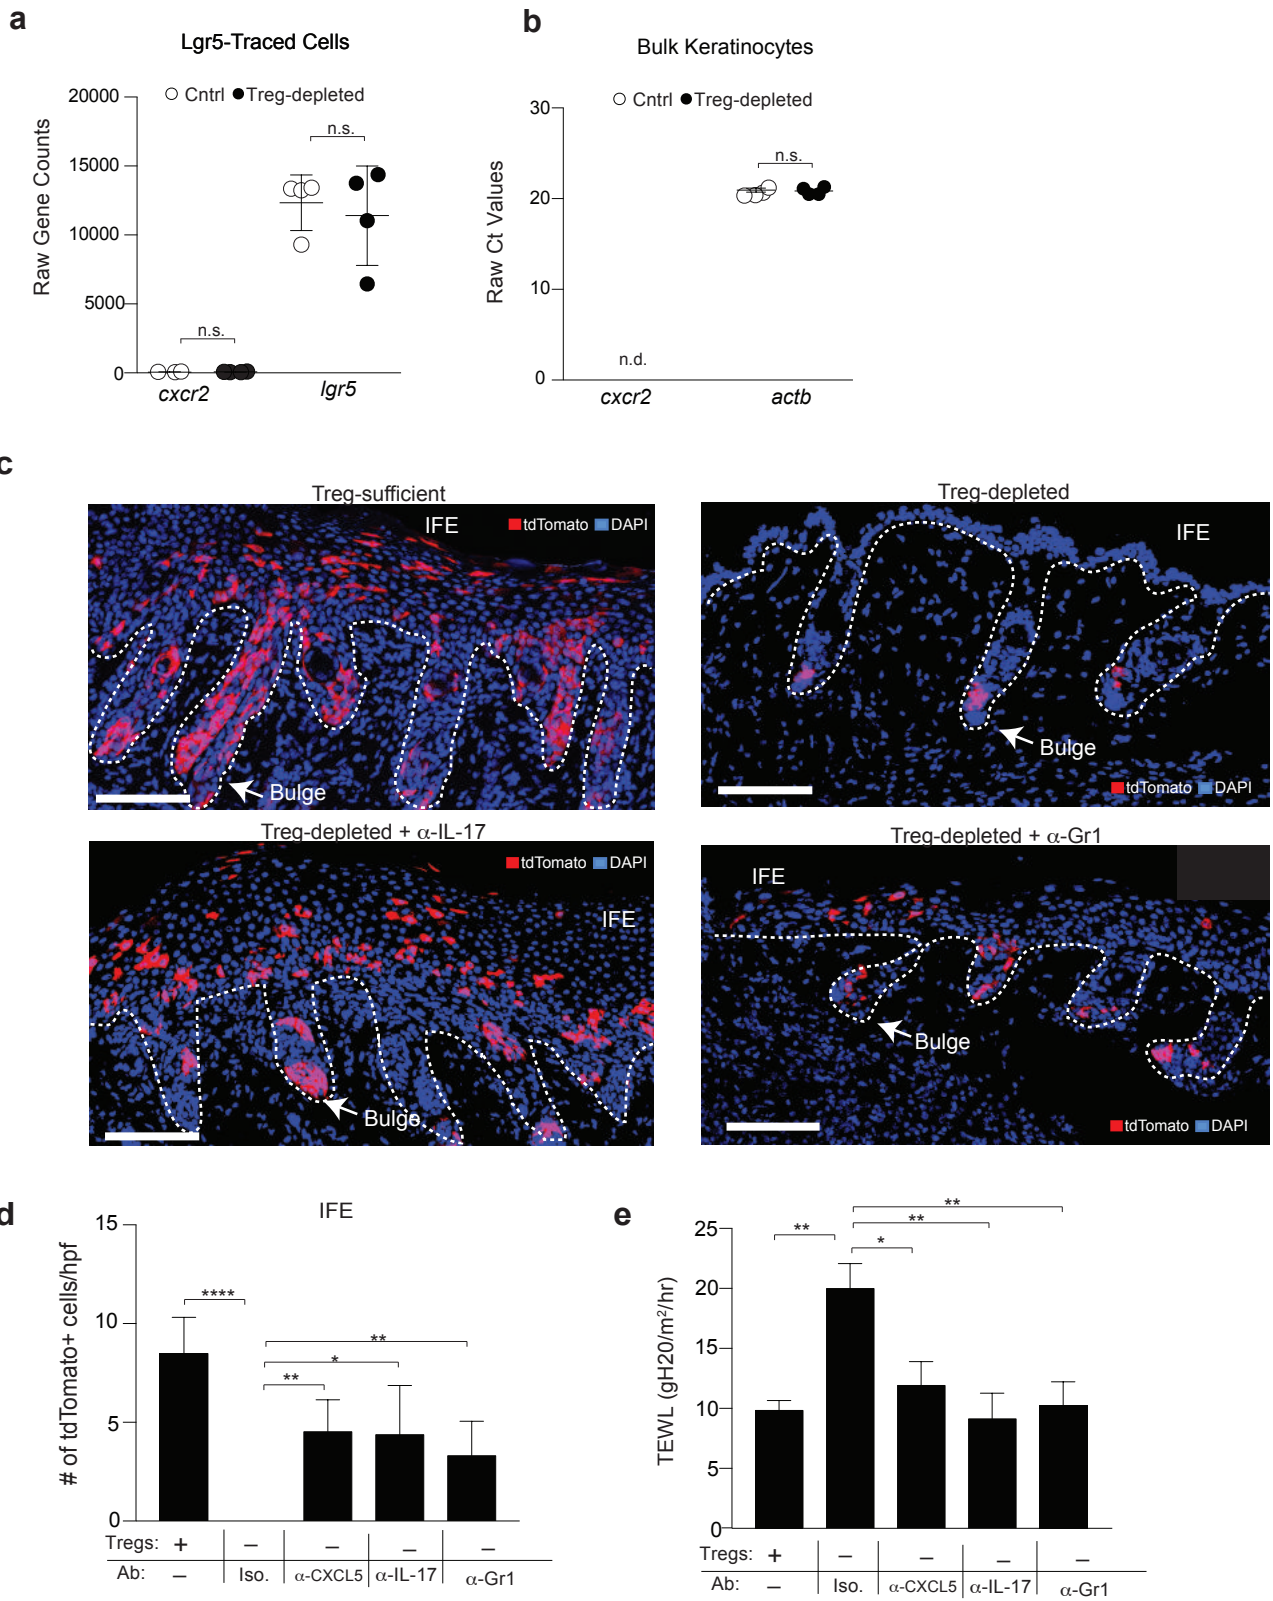 a
Lgr5-Traced Cells
Cntrl Treg-depleted
Raw Gene Counts
20000
15000
10000
5000
0
n.s.
n.s.
cxcr2
lgr5
b
Bulk Keratinocytes
Cntrl Treg-depleted
Raw Ct Values
30
20
10
0
n.s.
n.d.
cxcr2
actb
c
Treg-sufficient
IFE
tdTomato DAPI
Bulge
Treg-depleted
IFE
Bulge
tdTomato DAPI
Treg-depleted + α-IL-17
tdTomato DAPI
IFE
Bulge
Treg-depleted + α-Gr1
IFE
Bulge
tdTomato DAPI
d
IFE
# of tdTomato+ cells/hpf
15
10
5
0
****
**
*
**
Tregs: + – – – –
Ab: – Iso. α-CXCL5 α-IL-17 α-Gr1
e
TEWL (gH20/m²/hr)
25
20
15
10
5
0
**
**
**
*
Tregs: + – – – –
Ab: – Iso. α-CXCL5 α-IL-17 α-Gr1